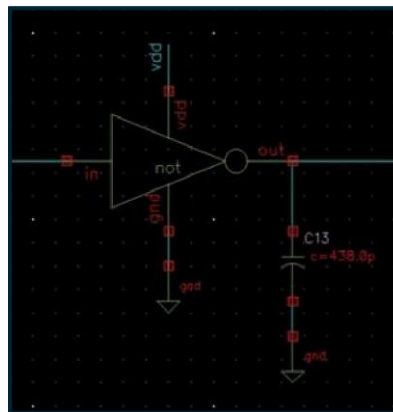 vdd
vdd
in
not
out
gnd
C13
c=438.0p
gnd
gnd